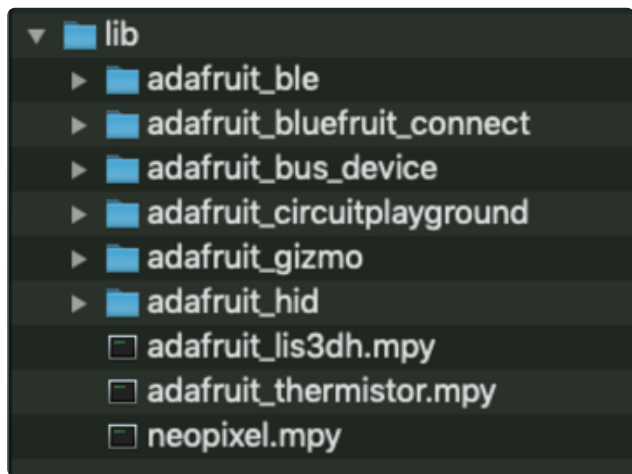 lib
adafruit_ble
adafruit_bluefruit_connect
adafruit_bus_device
adafruit_circuitplayground
adafruit_gizmo
adafruit_hid
adafruit_lis3dh.mpy
adafruit_thermistor.mpy
neopixel.mpy